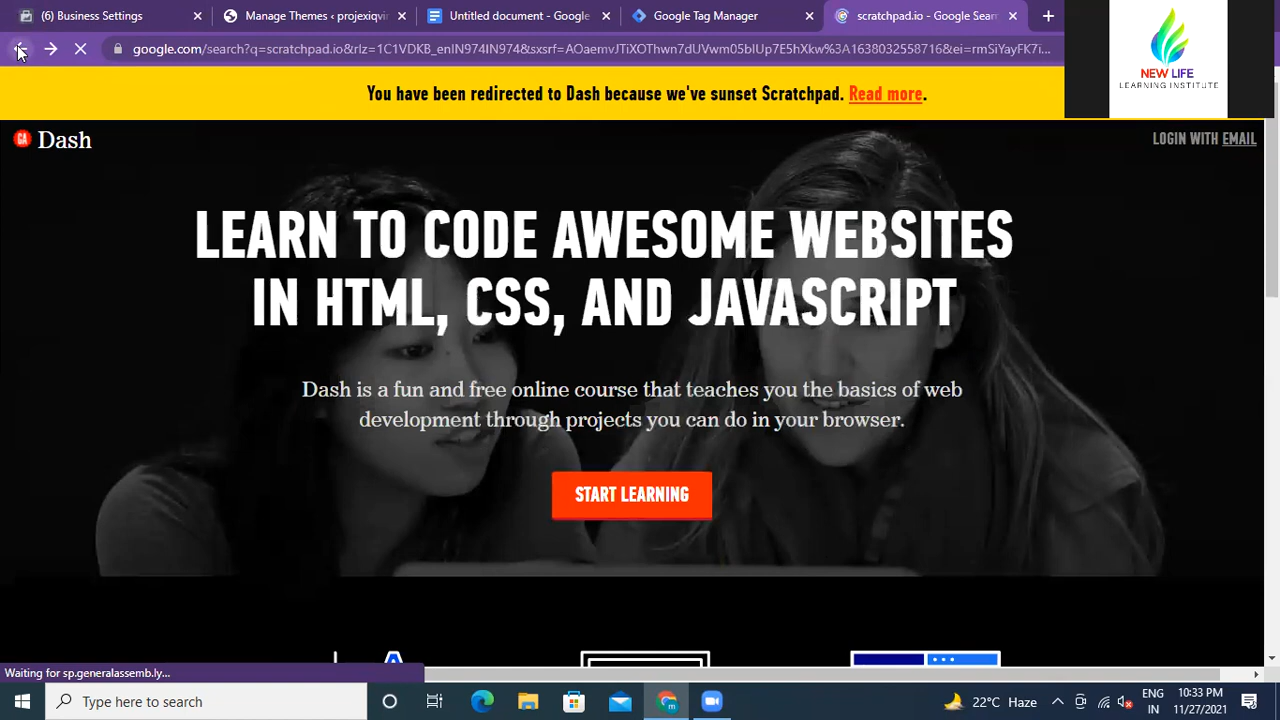 (6) Business Settings
Manage Themes ‹ projexiqvir
Untitled document - Google
Google Tag Manager
scratchpad.io - Google Sear
google.com/search?q=scratchpad.io&rlz=1C1VDKB_enIN974IN974&sxsrf=AOaemvJTiXOThwn7dUVwm05blUp7E5hXkw%3A1638032558716&ei=rmSiYayFK7i...
NEW LIFE
LEARNING INSTITUTE
You have been redirected to Dash because we've sunset Scratchpad. Read more.
GA Dash
LOGIN WITH EMAIL
LEARN TO CODE AWESOME WEBSITES
IN HTML, CSS, AND JAVASCRIPT
Dash is a fun and free online course that teaches you the basics of web
development through projects you can do in your browser.
START LEARNING
Waiting for sp.generalassemb.ly...
Type here to search
22°C Haze
ENG
IN
10:33 PM
11/27/2021